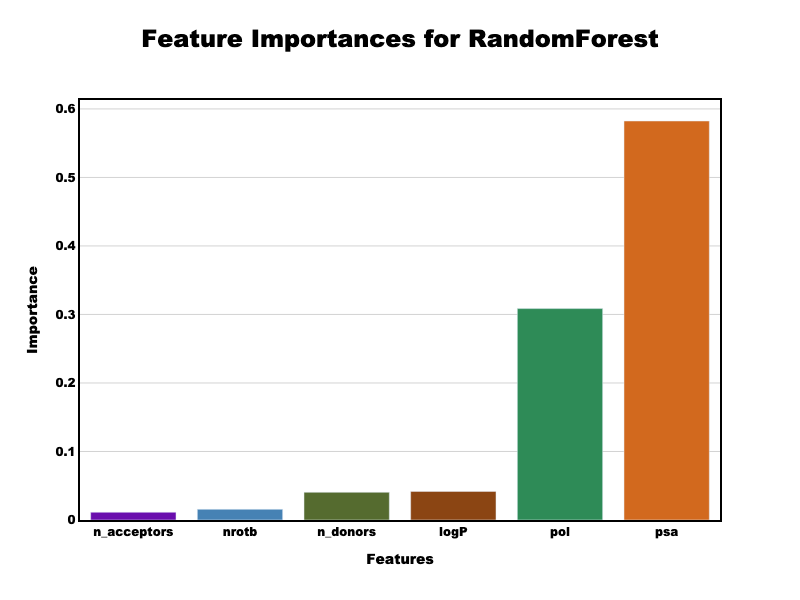 Feature Importances for RandomForest
0.6
0.5
0.4
0.3
0.2
0.1
0
Importance
n_acceptors nrotb n_donors logP pol psa
Features